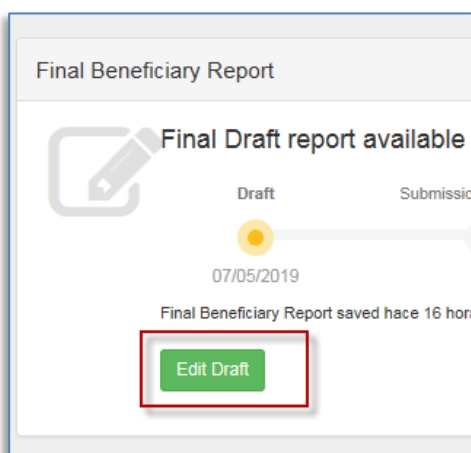 Final Beneficiary Report
Final Draft report available
Draft
07/05/2019
Final Beneficiary Report saved hace 16
Edit Draft